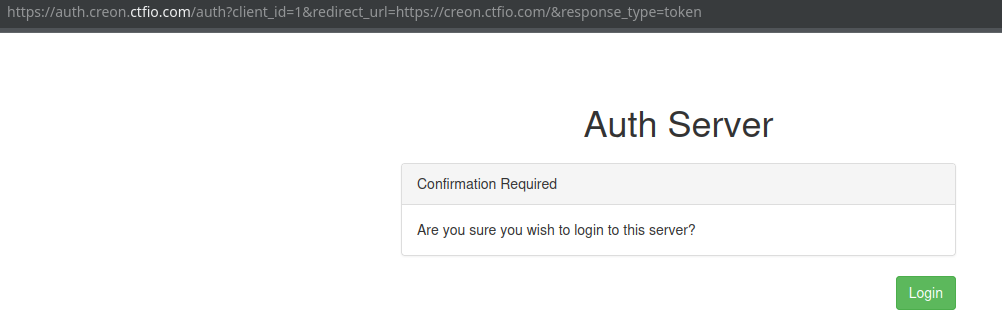 https://auth.creon.ctfio.com/auth?client_id=1&redirect_url=https://creon.ctfio.com/&response_type=token
Auth Server
Confirmation Required
Are you sure you wish to login to this server?
Login